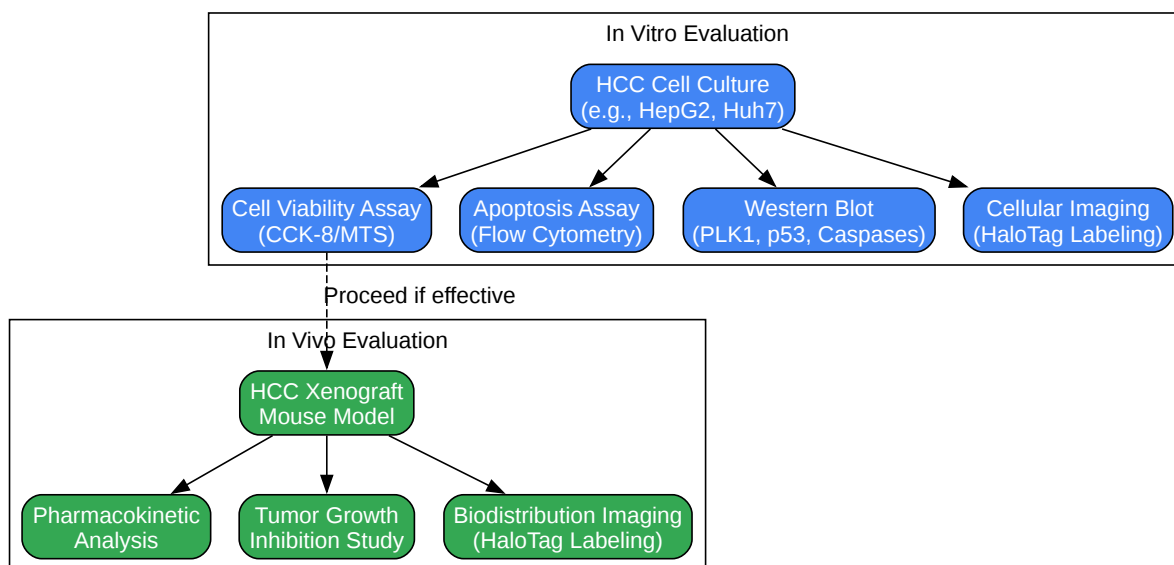 In Vitro Evaluation
HCC Cell Culture
(e.g., HepG2, Huh7)
Cell Viability Assay
(CCK-8/MTS)
Apoptosis Assay
(Flow Cytometry)
Western Blot
(PLK1, p53, Caspases)
Cellular Imaging
(HaloTag Labeling)
Proceed if effective
In Vivo Evaluation
HCC Xenograft
Mouse Model
Pharmacokinetic
Analysis
Tumor Growth
Inhibition Study
Biodistribution Imaging
(HaloTag Labeling)